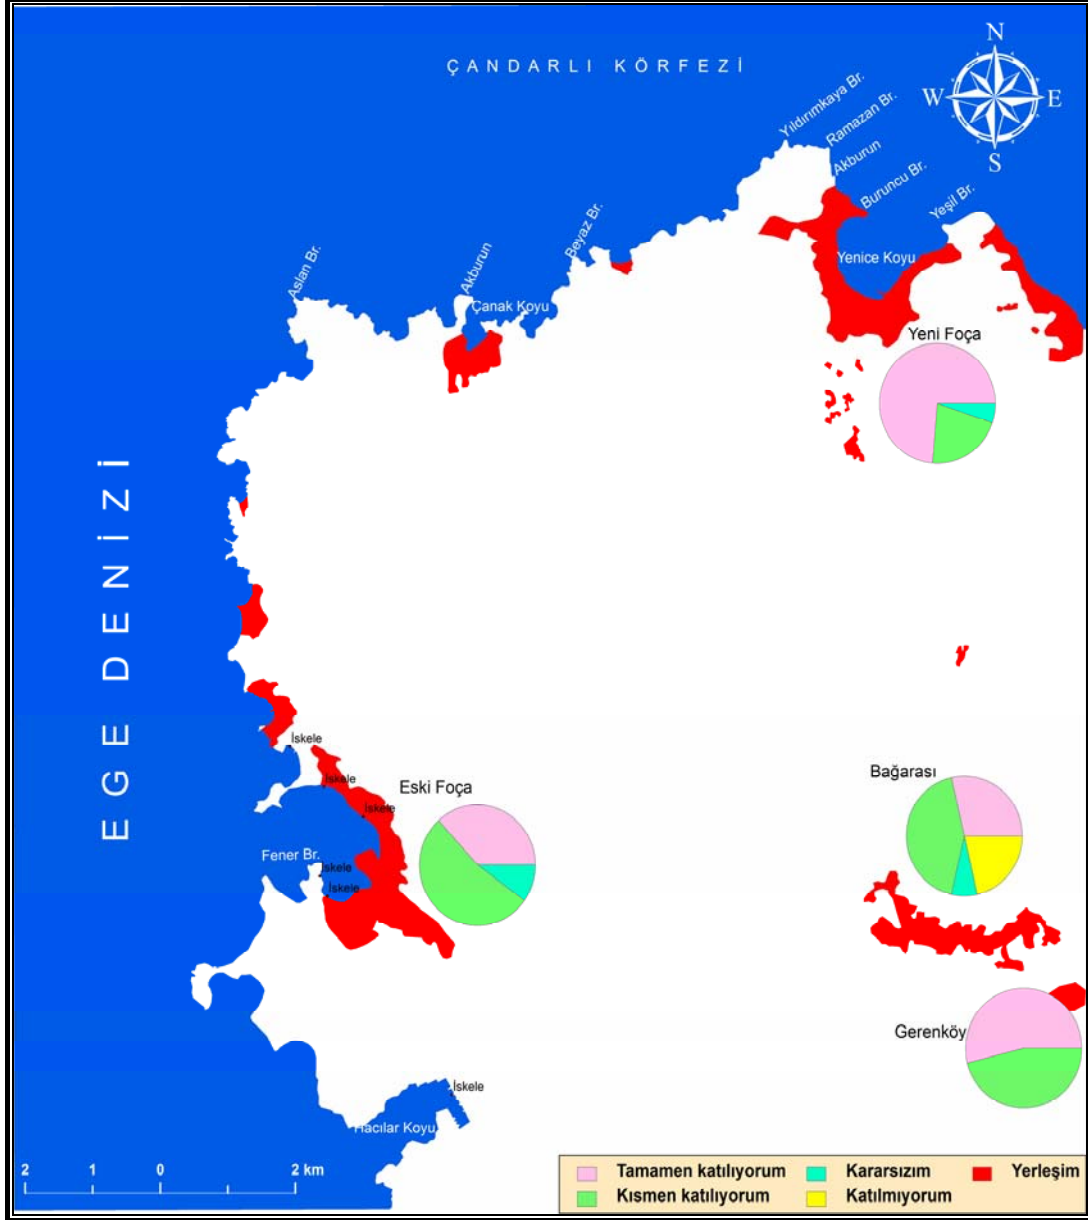 ÇANDARLI KÖRFEZİ
N
W
E
S
Yıldırımkaya Br.
Ramazan Br.
Akburun
Buruncu Br.
Yeşil Br.
Beyaz Br.
Yenice Koyu
Aslan Br.
Akburun
Çanak Koyu
Yeni Foça
EGE DENİZİ
İskele
İskele
Eski Foça
Bağarası
İskele
Fener Br.
İskele
İskele
Gerenköy
İskele
Hacılar Koyu
2 1 0 2 km
Tamamen katılıyorum Kararsızım Yerleşim
Kısmen katılıyorum Katılmıyorum